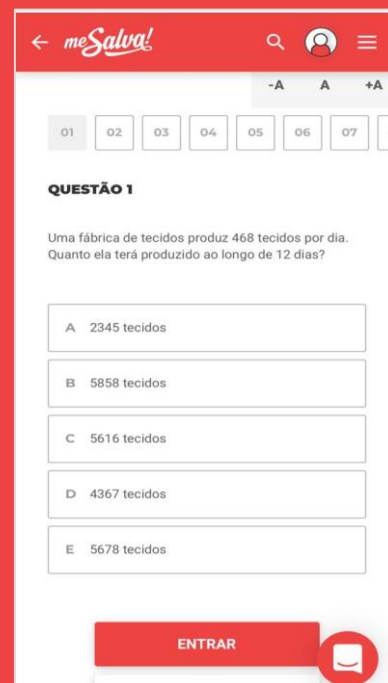 me Salva!
-A A +A
01 02 03 04 05 06 07
QUESTÃO 1
Uma fábrica de tecidos produz 468 tecidos por dia.
Quanto ela terá produzido ao longo de 12 dias?
A 2345 tecidos
B 5858 tecidos
C 5616 tecidos
D 4367 tecidos
E 5678 tecidos
ENTRAR